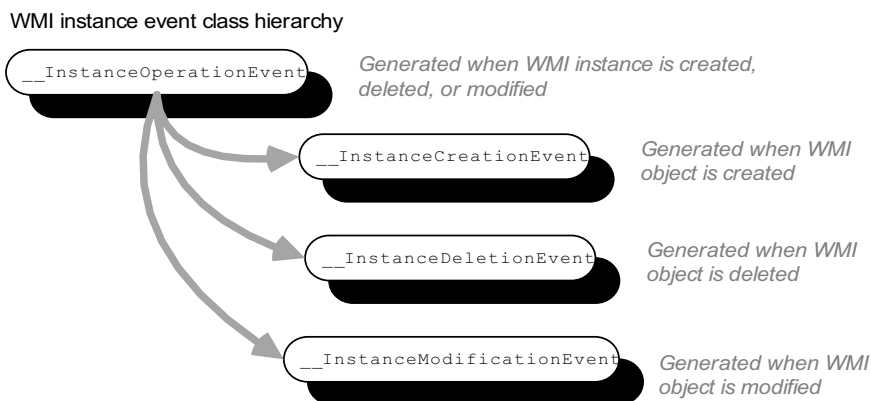 WMI instance event class hierarchy
__InstanceOperationEvent
Generated when WMI instance is created,
deleted, or modified
__InstanceCreationEvent
Generated when WMI
object is created
__InstanceDeletionEvent
Generated when WMI
object is deleted
__InstanceModificationEvent
Generated when WMI
object is modified